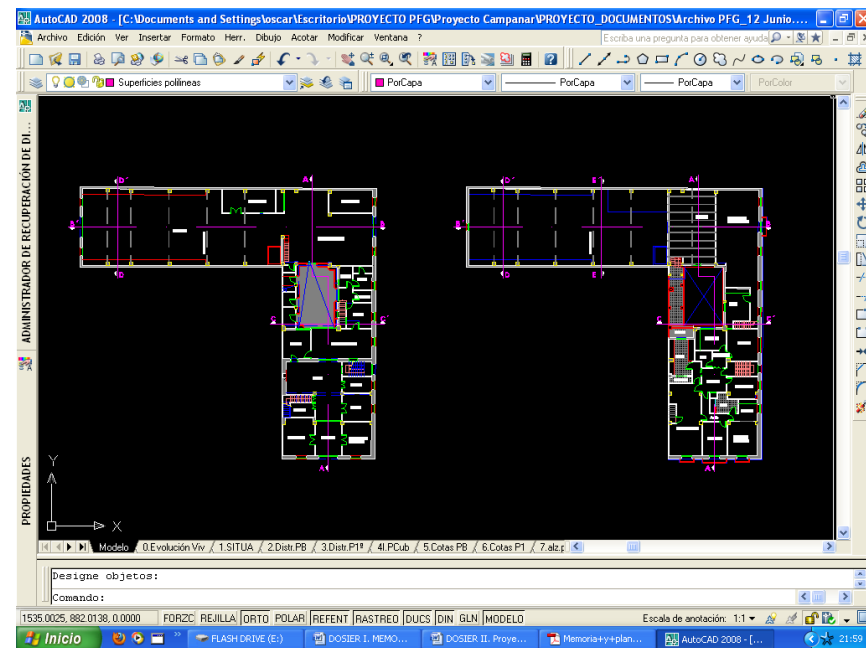 AutoCAD 2008 - [C:\Documents and Settings\oscar\Escritorio\PROYECTO PFG\Proyecto Campanar\PROYECTO_DOCUMENTOS\Archivo PFG_12 Junio....
Archivo Edición Ver Insertar Formato Herr. Dibujo Acotar Modificar Ventana ?
Escriba una pregunta para obtener ayuda
Superficies polilineas
PorCapa
PorCapa
PorCapa
PorColor
ADMINISTRADOR DE RECUPERACIÓN DE DI...
PROPIEDADES
D'
A
D'
B'
A
B'
B
B'
B
D
D
B
C
C'
C
C'
A'
A'
Y
X
Modelo
0.Evolución Viv
1.SITUA
2.Distr.PB
3.Distr.P1ª
4I.PCub
5.Cotas PB
6.Cotas P1
7.alz.p
Designe objetos:
Comando:
1535.0025, 882.0138, 0.0000 FORZC REJILLA ORTO POLAR REFENT RASTREO DUCS DIN GLN MODELO Escala de anotación: 1:1
Inicio
FLASH DRIVE (E:)
DOSIER I. MEMO...
DOSIER II. Proye...
Memoria+y+plan...
AutoCAD 2008 - [...
21:59